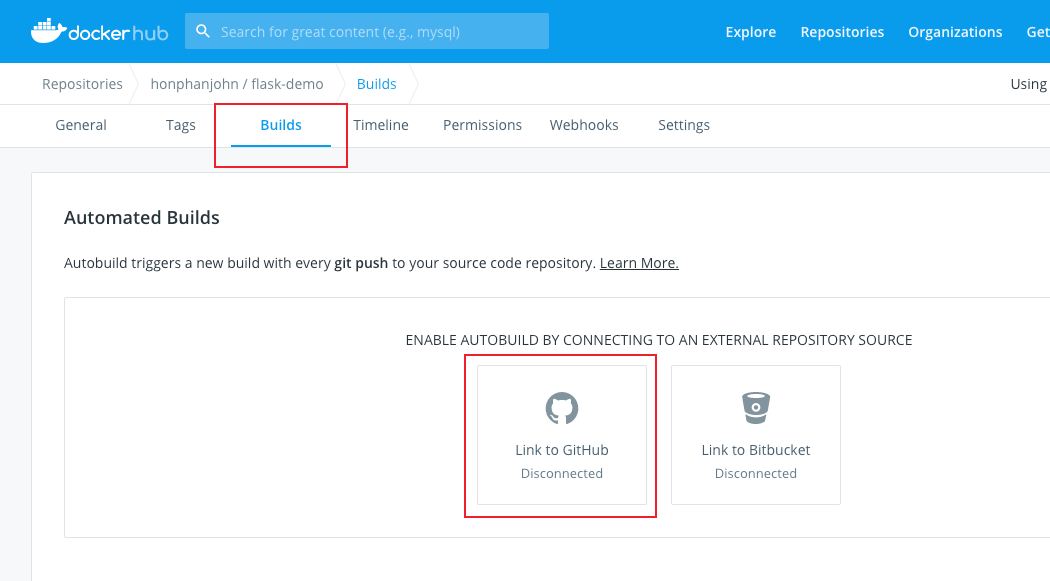 docker hub Search for great content (e.g., mysql) Explore Repositories Organizations Get
Repositories honphanjohn / flask-demo Builds Using
General Tags Builds Timeline Permissions Webhooks Settings
Automated Builds
Autobuild triggers a new build with every git push to your source code repository. Learn More.
ENABLE AUTOBUILD BY CONNECTING TO AN EXTERNAL REPOSITORY SOURCE
Link to GitHub Link to Bitbucket
Disconnected Disconnected